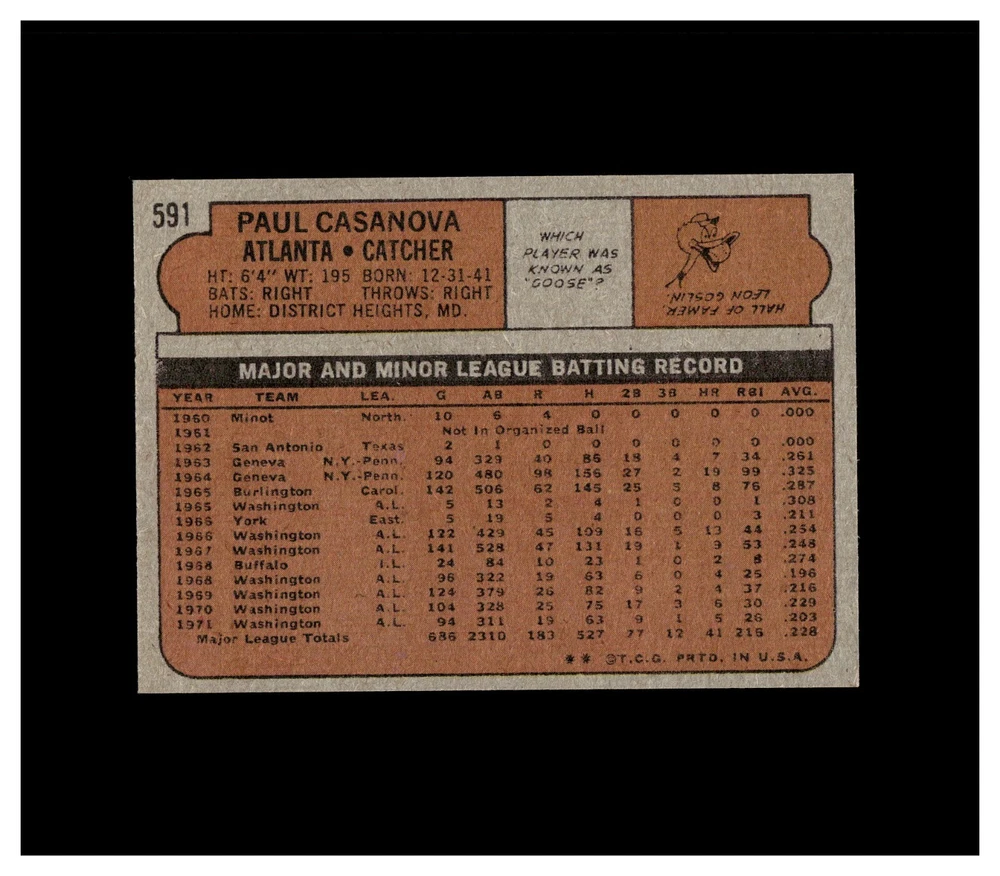 591
PAUL CASANOVA
ATLANTA • CATCHER
HT: 6'4" WT: 195 BORN: 12-31-41
BATS: RIGHT THROWS: RIGHT
HOME: DISTRICT HEIGHTS, MD.
WHICH
PLAYER WAS
KNOWN AS
"GOOSE"?
HALL OF FAMER,
LEON GOSLIN.
MAJOR AND MINOR LEAGUE BATTING RECORD
YEAR TEAM LEA. G AB R H 2B 3B HR RBI AVG.
1960 Minot North. 10 6 4 0 0 0 0 0 .000
1961 Not In Organized Ball
1962 San Antonio Texas 2 1 0 0 0 0 0 0 .000
1963 Geneva N.Y.-Penn. 94 329 40 86 18 4 7 34 .261
1964 Geneva N.Y.-Penn. 120 480 98 156 27 2 19 99 .325
1965 Burlington Carol. 142 506 62 145 25 5 8 76 .287
1965 Washington A.L. 5 13 2 4 1 0 0 1 .308
1966 York East. 5 19 5 4 0 0 0 3 .211
1966 Washington A.L. 122 429 45 109 16 5 13 44 .254
1967 Washington A.L. 141 528 47 131 19 1 9 53 .248
1968 Buffalo I.L. 24 84 10 23 1 0 2 8 .274
1968 Washington A.L. 96 322 19 63 6 0 4 25 .196
1969 Washington A.L. 124 379 26 82 9 2 4 37 .216
1970 Washington A.L. 104 328 25 75 17 3 6 30 .229
1971 Washington A.L. 94 311 19 63 9 1 5 26 .203
Major League Totals 686 2310 183 527 77 12 41 216 .228
** ©T.C.G. PRTD. IN U.S.A.